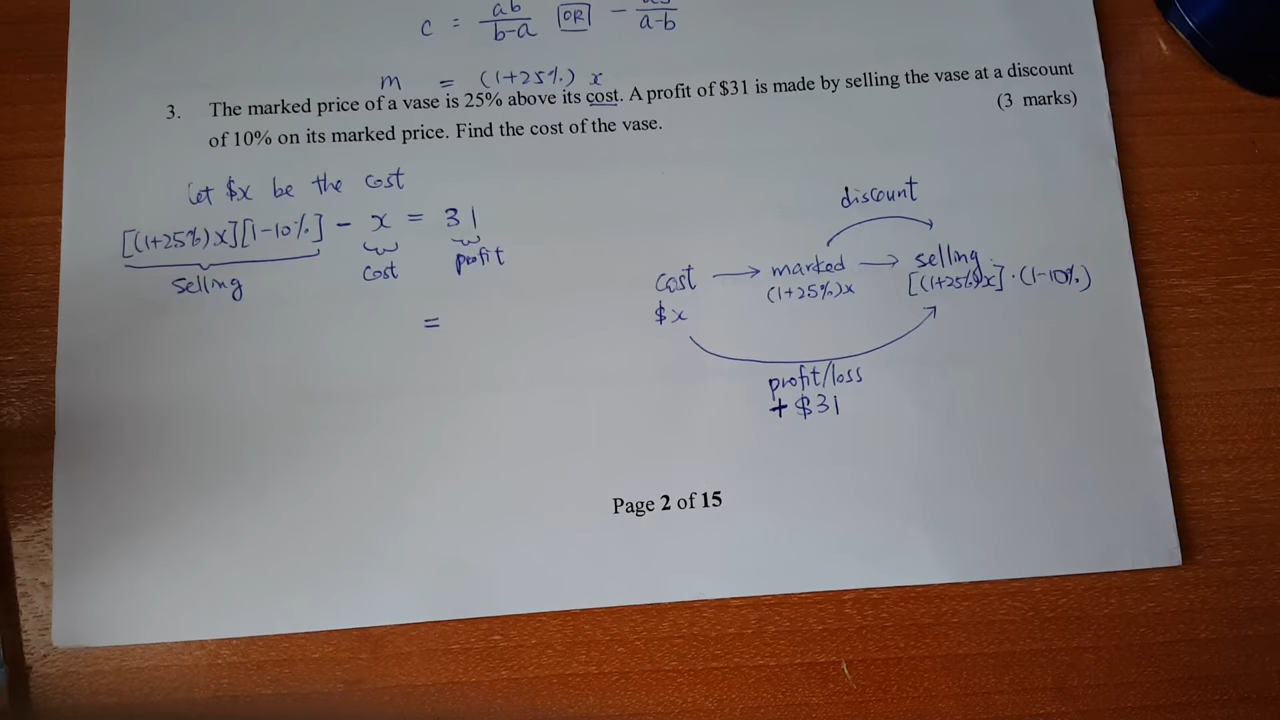 c = ab/b-a OR - /a-b
m = (1+25%) x
3. The marked price of a vase is 25% above its cost. A profit of $31 is made by selling the vase at a discount
of 10% on its marked price. Find the cost of the vase.
(3 marks)
Let $x be the cost
[(1+25%)x][1-10%] - x = 31
selling cost profit
=
discount
cost → marked → selling
$x (1+25%)x [(1+25%)x]·(1-10%)
profit/loss
+ $31
Page 2 of 15